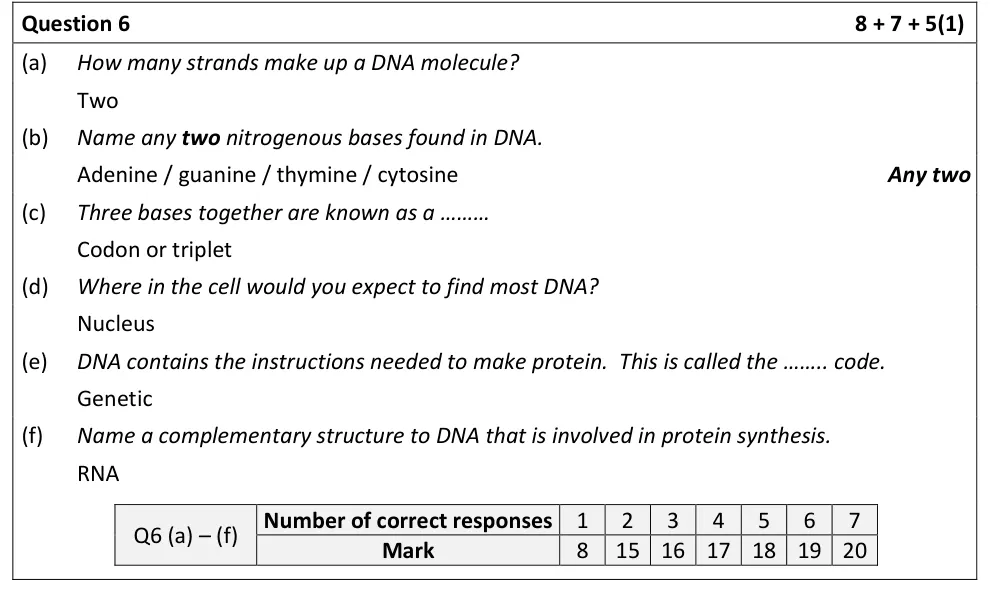 Question 6 8 + 7 + 5(1)
(a) How many strands make up a DNA molecule?
Two
(b) Name any two nitrogenous bases found in DNA.
Adenine / guanine / thymine / cytosine Any two
(c) Three bases together are known as a ………
Codon or triplet
(d) Where in the cell would you expect to find most DNA?
Nucleus
(e) DNA contains the instructions needed to make protein. This is called the …….. code.
Genetic
(f) Name a complementary structure to DNA that is involved in protein synthesis.
RNA
Q6 (a) – (f) Number of correct responses 1 2 3 4 5 6 7
Mark 8 15 16 17 18 19 20